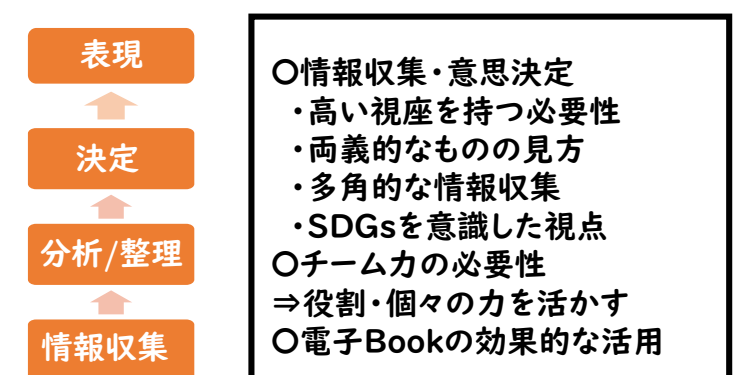 表現
決定
分析/整理
情報収集
〇情報収集・意思決定
・高い視座を持つ必要性
・両義的なものの見方
・多角的な情報収集
・SDGsを意識した視点
〇チーム力の必要性
⇒役割・個々の力を活かす
〇電子Bookの効果的な活用